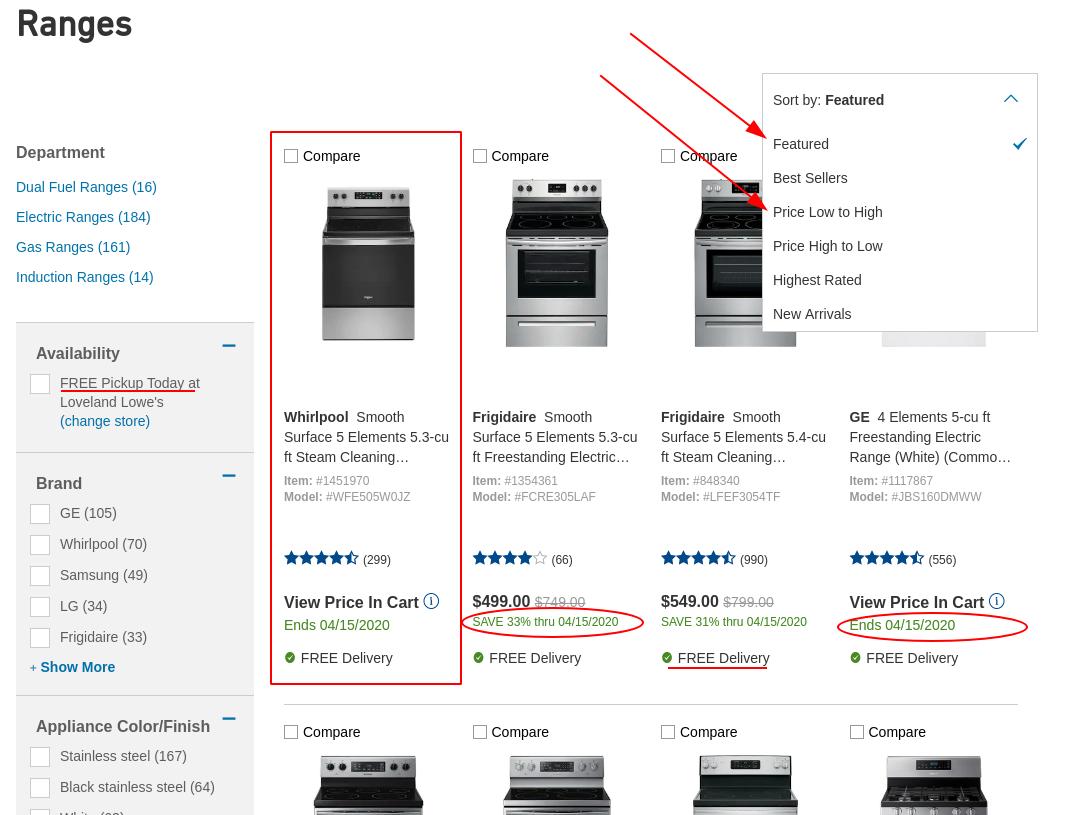 Ranges
Sort by: Featured
Featured
Best Sellers
Price Low to High
Price High to Low
Highest Rated
New Arrivals
Department
Dual Fuel Ranges (16)
Electric Ranges (184)
Gas Ranges (161)
Induction Ranges (14)
Availability
FREE Pickup Today at
Loveland Lowe's
(change store)
Brand
GE (105)
Whirlpool (70)
Samsung (49)
LG (34)
Frigidaire (33)
+ Show More
Appliance Color/Finish
Stainless steel (167)
Black stainless steel (64)
Compare
Whirlpool Smooth
Surface 5 Elements 5.3-cu
ft Steam Cleaning…
Item: #1451970
Model: #WFE505W0JZ
(299)
View Price In Cart
Ends 04/15/2020
FREE Delivery
Compare
Frigidaire Smooth
Surface 5 Elements 5.3-cu
ft Freestanding Electric…
Item: #1354361
Model: #FCRE305LAF
(66)
$499.00 $749.00
SAVE 33% thru 04/15/2020
FREE Delivery
Compare
Frigidaire Smooth
Surface 5 Elements 5.4-cu
ft Steam Cleaning…
Item: #848340
Model: #LFEF3054TF
(990)
$549.00 $799.00
SAVE 31% thru 04/15/2020
FREE Delivery
GE 4 Elements 5-cu ft
Freestanding Electric
Range (White) (Commo…
Item: #1117867
Model: #JBS160DMWW
(556)
View Price In Cart
Ends 04/15/2020
FREE Delivery
Compare
Compare
Compare
Compare